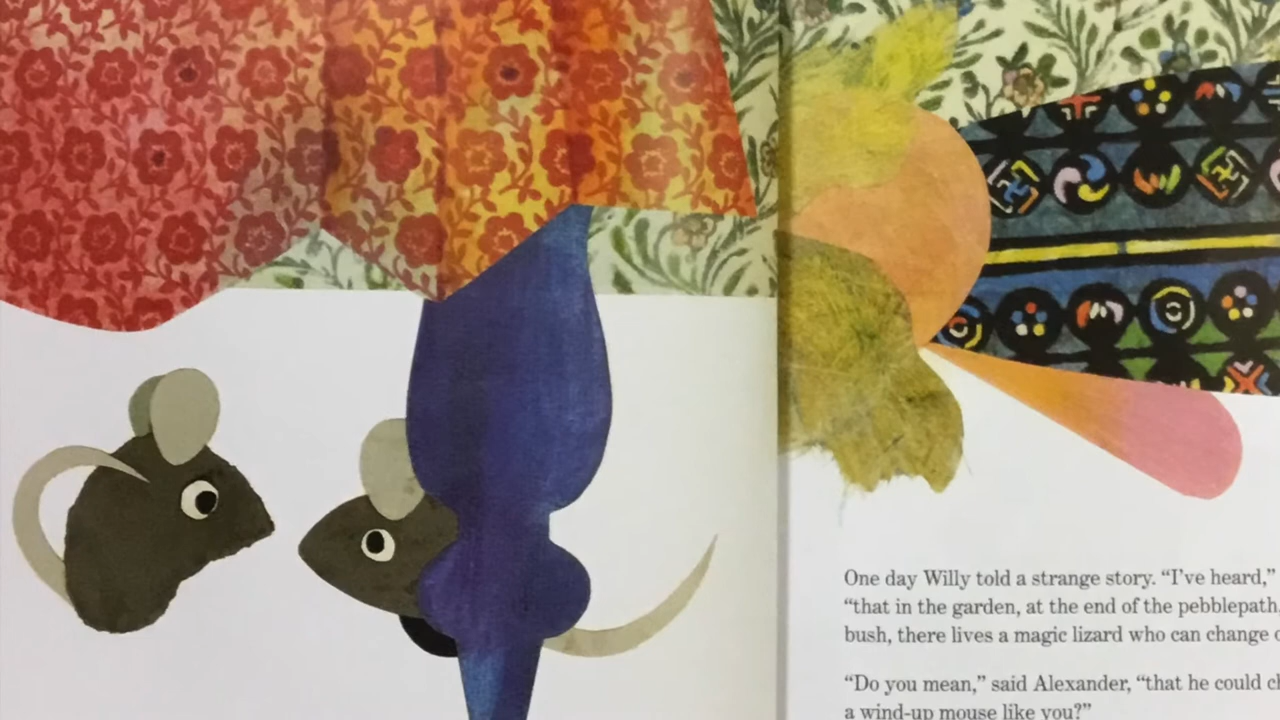 One day Willy told a strange story. “I’ve heard,”
“that in the garden, at the end of the pebblepath,
bush, there lives a magic lizard who can change
“Do you mean,” said Alexander, “that he could
a wind-up mouse like you?”